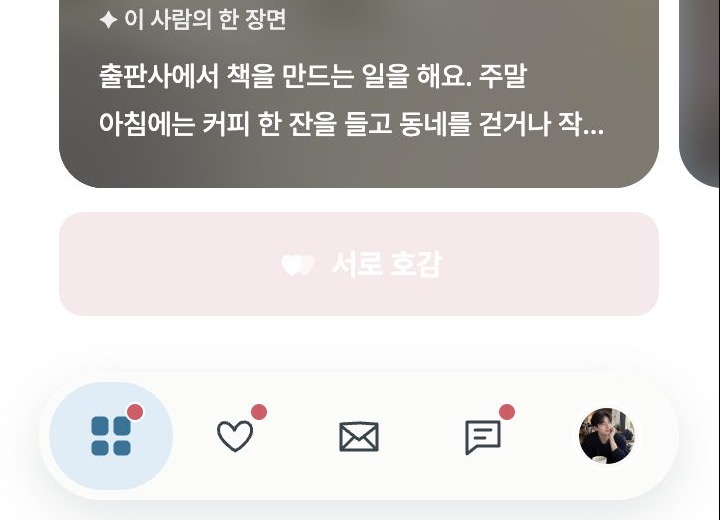 이 사람의 한 장면
출판사에서 책을 만드는 일을 해요. 주말
아침에는 커피 한 잔을 들고 동네를 걷거나 작...
서로 호감